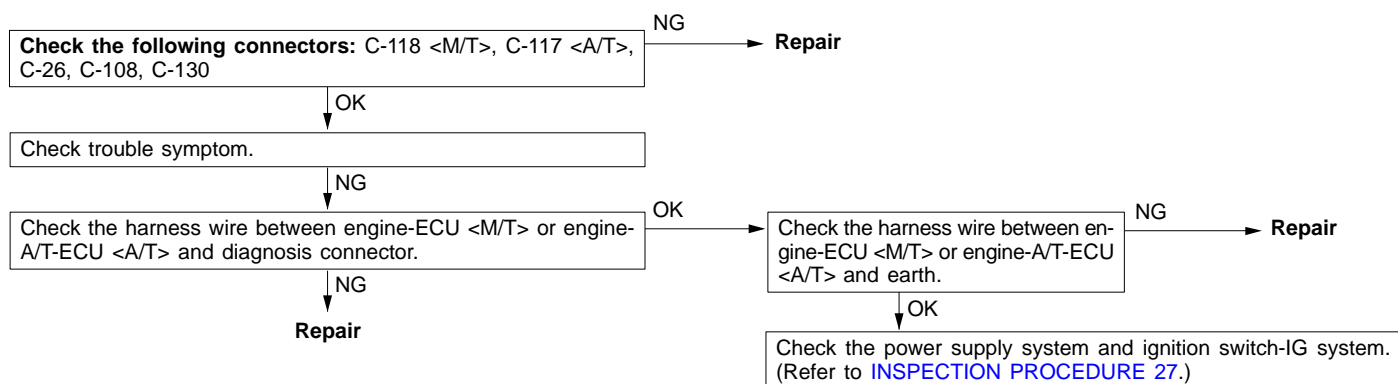 Check the following connectors: C-118 <M/T>, C-117 <A/T>,
C-26, C-108, C-130
NG
Repair
OK
Check trouble symptom.
NG
Check the harness wire between engine-ECU <M/T> or engine-
A/T-ECU <A/T> and diagnosis connector.
OK
Check the harness wire between en-
gine-ECU <M/T> or engine-A/T-ECU
<A/T> and earth.
NG
Repair
NG
Repair
OK
Check the power supply system and ignition switch-IG system.
(Refer to INSPECTION PROCEDURE 27.)